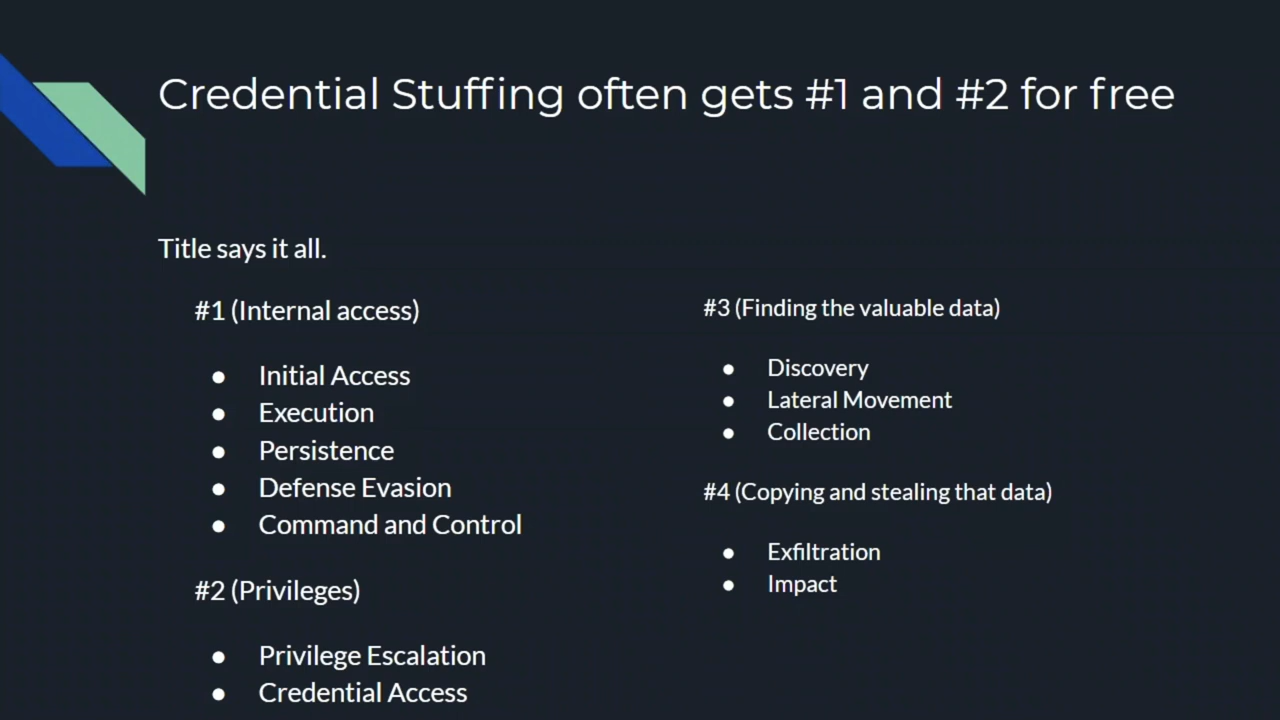 Credential Stuffing often gets #1 and #2 for free
Title says it all.
#1 (Internal access)
● Initial Access
● Execution
● Persistence
● Defense Evasion
● Command and Control
#2 (Privileges)
● Privilege Escalation
● Credential Access
#3 (Finding the valuable data)
● Discovery
● Lateral Movement
● Collection
#4 (Copying and stealing that data)
● Exfiltration
● Impact